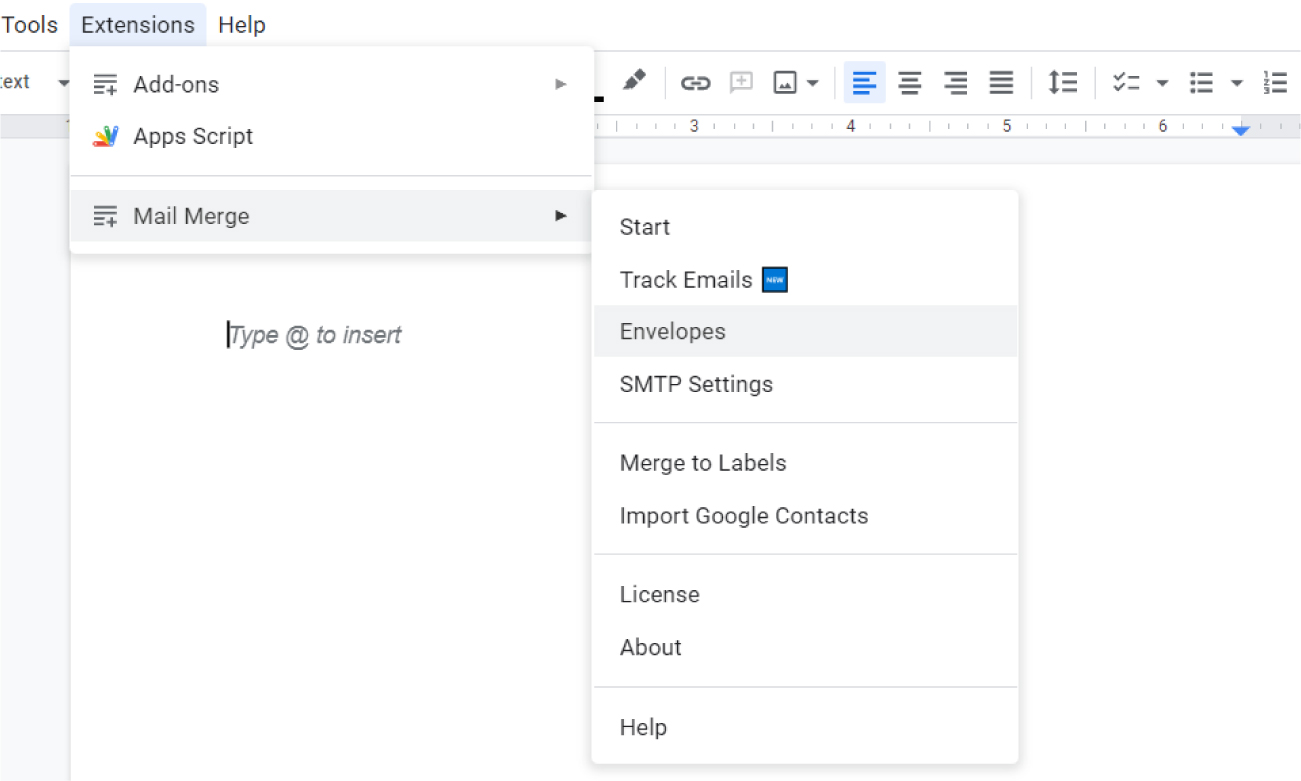 Tools Extensions Help
text
Add-ons
Apps Script
Mail Merge
3 4 5 6
Start
Track Emails NEW
Envelopes
SMTP Settings
Merge to Labels
Import Google Contacts
License
About
Help
Type @ to insert